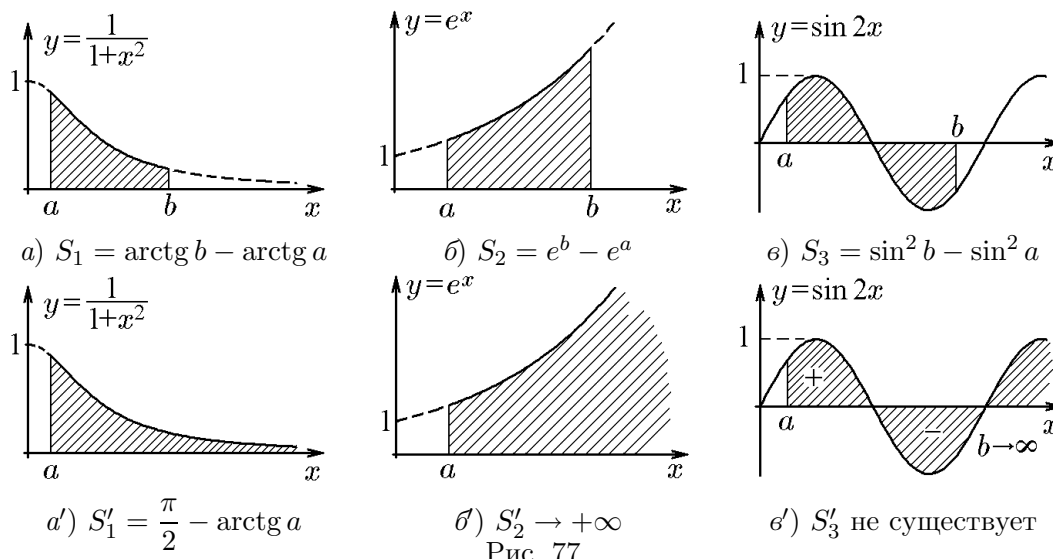 y = 1/(1+x²)
1
a b x
а) S₁ = arctg b − arctg a
y = eˣ
1
a b x
б) S₂ = eᵇ − eᵃ
y = sin 2x
1
b
a x
в) S₃ = sin² b − sin² a
y = 1/(1+x²)
1
a x
а′) S′₁ = π/2 − arctg a
y = eˣ
1
a x
б′) S′₂ → +∞
y = sin 2x
1
+
a x
− b→∞
в′) S′₃ не существует
Рис. 77